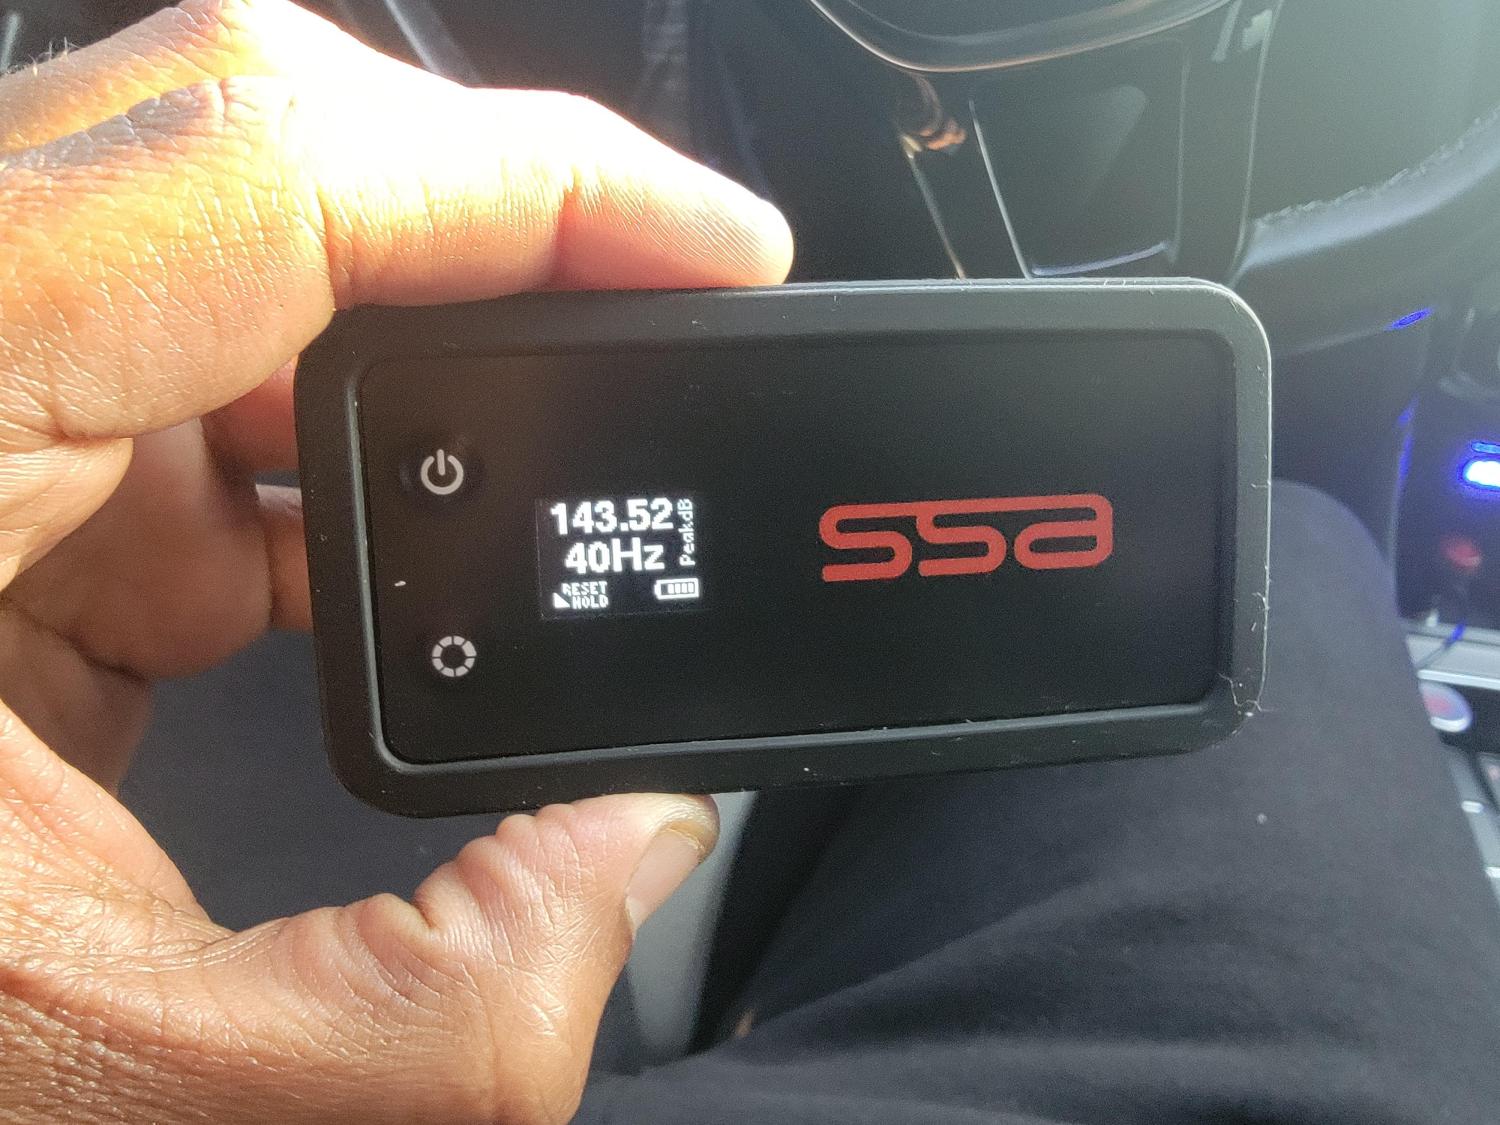 143.52
PeakdB
40Hz
RESET
HOLD
ssa